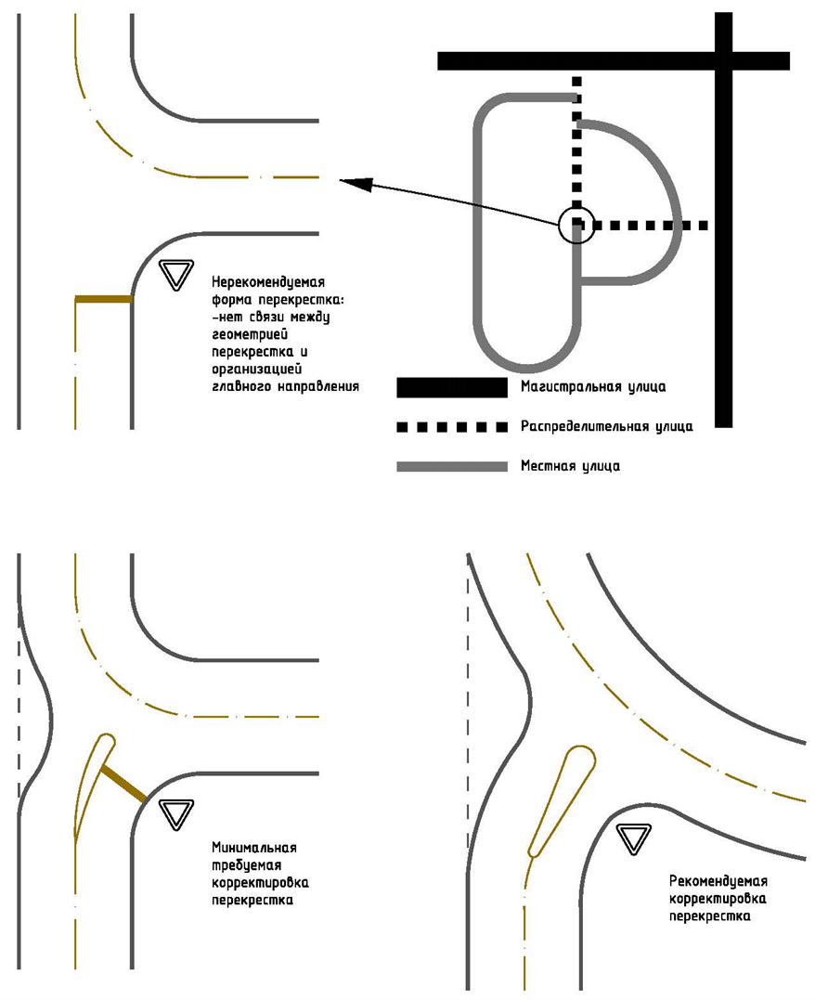 Нерекомендуемая
форма перекрестка:
-нет связи между
геометрией
перекрестка и
организацией
главного направления
Магистральная улица
Распределительная улица
Местная улица
Минимальная
требуемая
корректировка
перекрестка
Рекомендуемая
корректировка
перекрестка